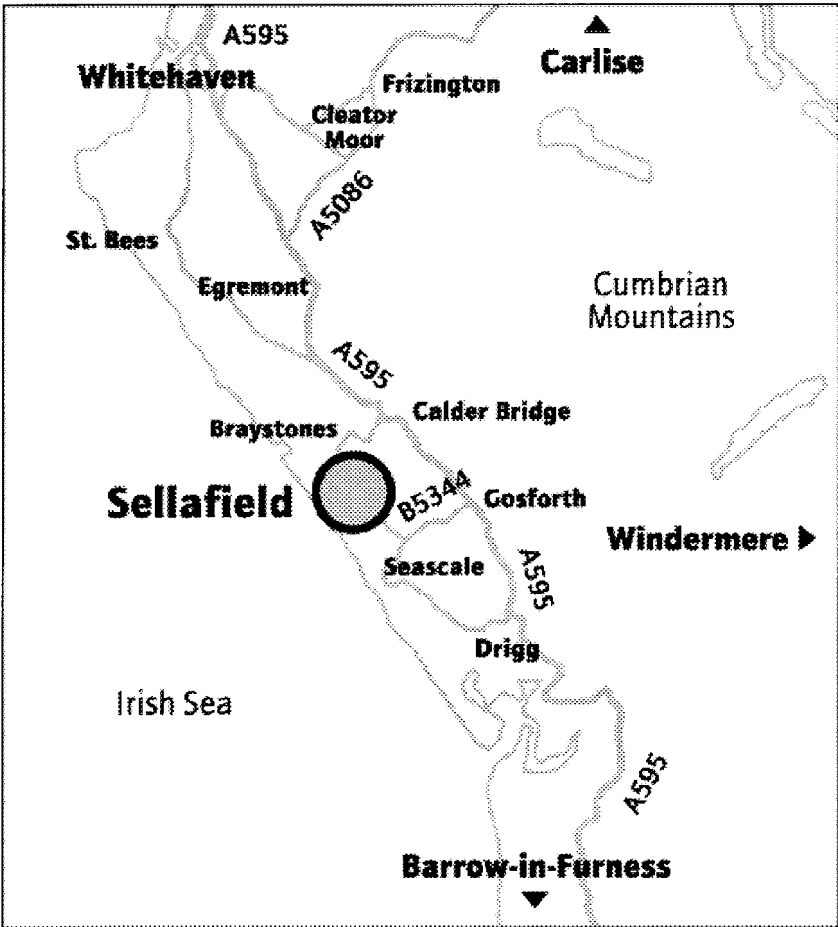 A595
Whitehaven
Carlise
Frizington
Cleator
Moor
A5086
St. Bees
Egremont
Cumbrian
Mountains
A595
Calder Bridge
Braystones
Sellafield
B5344
Gosforth
Windermere
Seascale
A595
Drigg
Irish Sea
A595
Barrow-in-Furness